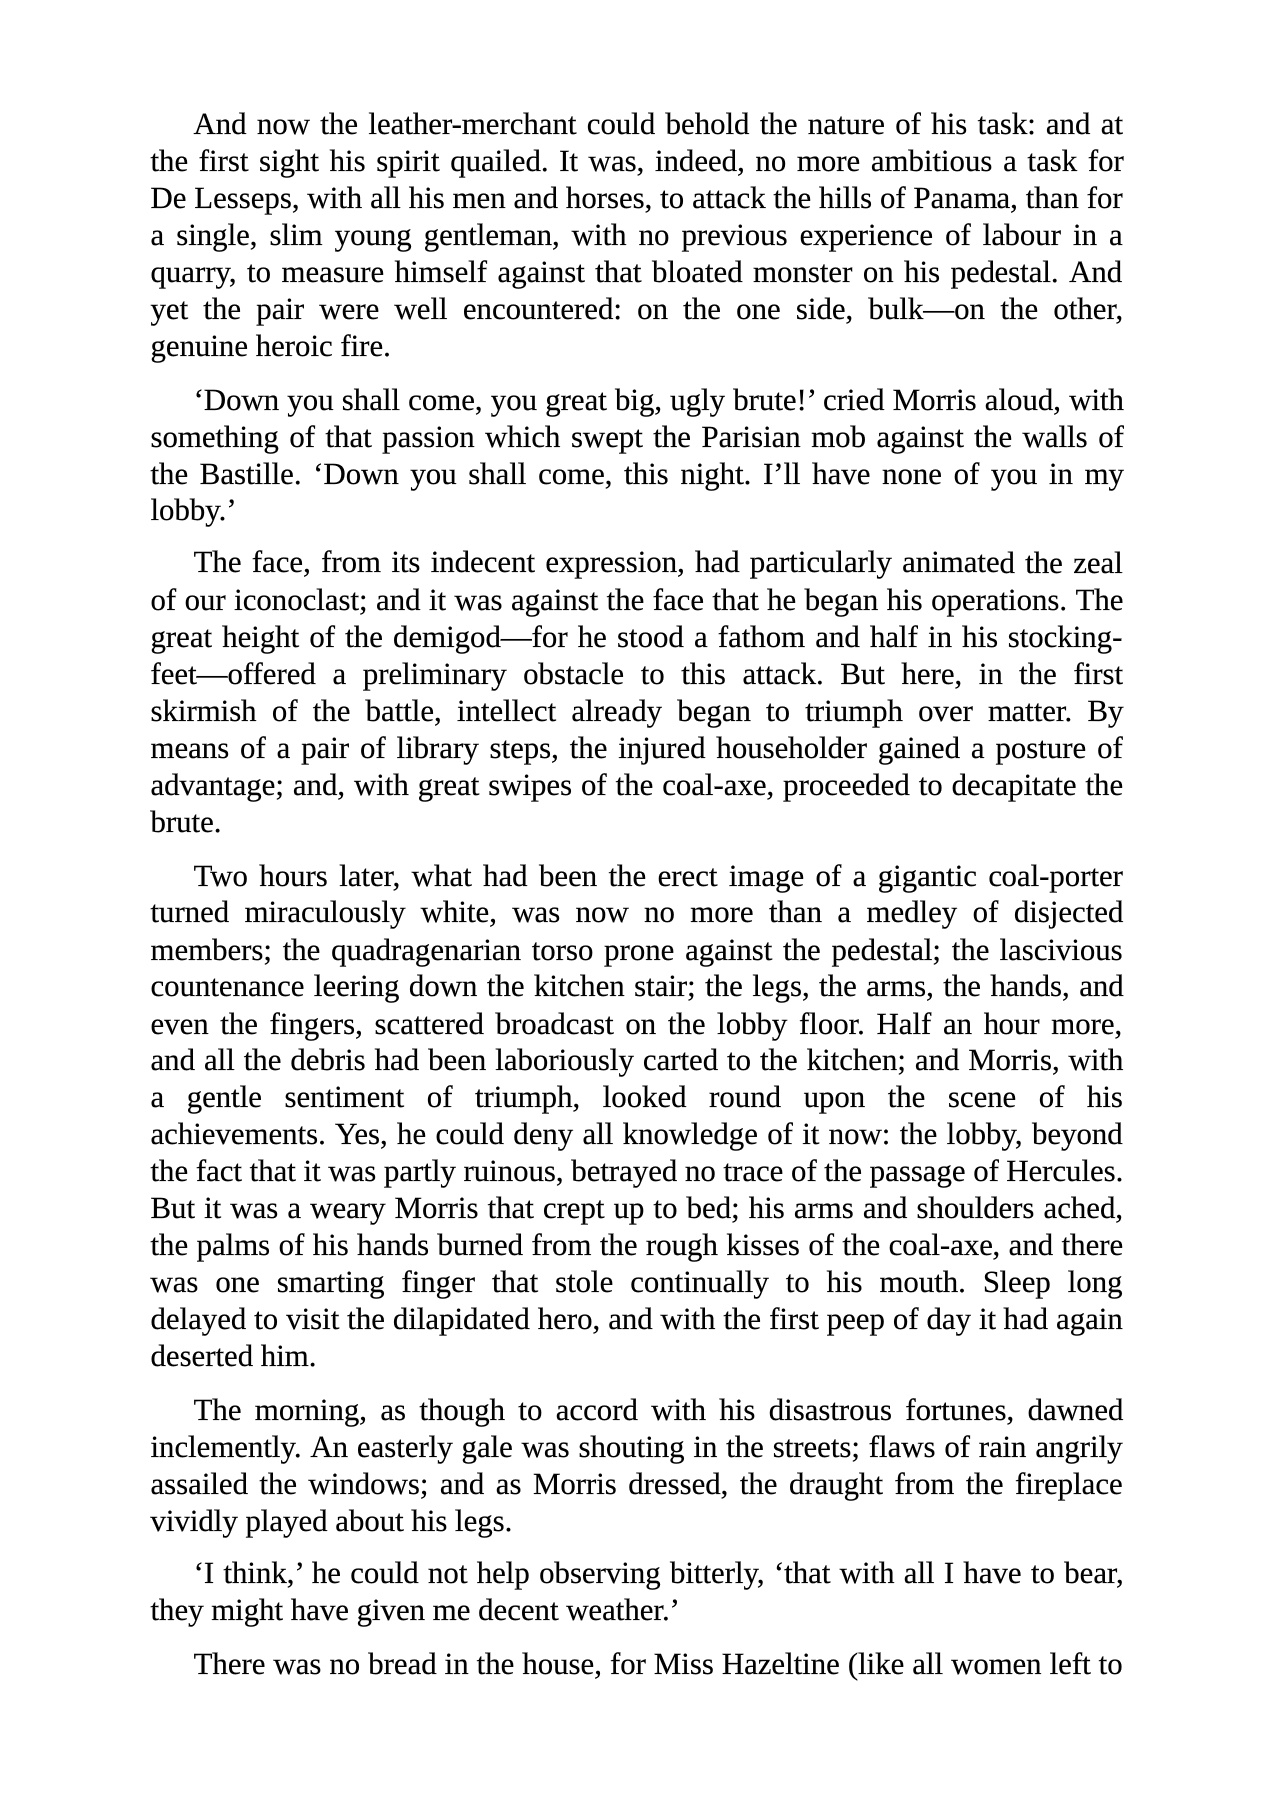 And now the leather-merchant could behold the nature of his task: and at
the first sight his spirit quailed. It was, indeed, no more ambitious a task for
De Lesseps, with all his men and horses, to attack the hills of Panama, than for
a single, slim young gentleman, with no previous experience of labour in a
quarry, to measure himself against that bloated monster on his pedestal. And
yet the pair were well encountered: on the one side, bulk—on the other,
genuine heroic fire.
‘Down you shall come, you great big, ugly brute!’ cried Morris aloud, with
something of that passion which swept the Parisian mob against the walls of
the Bastille. ‘Down you shall come, this night. I’ll have none of you in my
lobby.’
The face, from its indecent expression, had particularly animated the zeal
of our iconoclast; and it was against the face that he began his operations. The
great height of the demigod—for he stood a fathom and half in his stocking-
feet—offered a preliminary obstacle to this attack. But here, in the first
skirmish of the battle, intellect already began to triumph over matter. By
means of a pair of library steps, the injured householder gained a posture of
advantage; and, with great swipes of the coal-axe, proceeded to decapitate the
brute.
Two hours later, what had been the erect image of a gigantic coal-porter
turned miraculously white, was now no more than a medley of disjected
members; the quadragenarian torso prone against the pedestal; the lascivious
countenance leering down the kitchen stair; the legs, the arms, the hands, and
even the fingers, scattered broadcast on the lobby floor. Half an hour more,
and all the debris had been laboriously carted to the kitchen; and Morris, with
a gentle sentiment of triumph, looked round upon the scene of his
achievements. Yes, he could deny all knowledge of it now: the lobby, beyond
the fact that it was partly ruinous, betrayed no trace of the passage of Hercules.
But it was a weary Morris that crept up to bed; his arms and shoulders ached,
the palms of his hands burned from the rough kisses of the coal-axe, and there
was one smarting finger that stole continually to his mouth. Sleep long
delayed to visit the dilapidated hero, and with the first peep of day it had again
deserted him.
The morning, as though to accord with his disastrous fortunes, dawned
inclemently. An easterly gale was shouting in the streets; flaws of rain angrily
assailed the windows; and as Morris dressed, the draught from the fireplace
vividly played about his legs.
‘I think,’ he could not help observing bitterly, ‘that with all I have to bear,
they might have given me decent weather.’
There was no bread in the house, for Miss Hazeltine (like all women left to